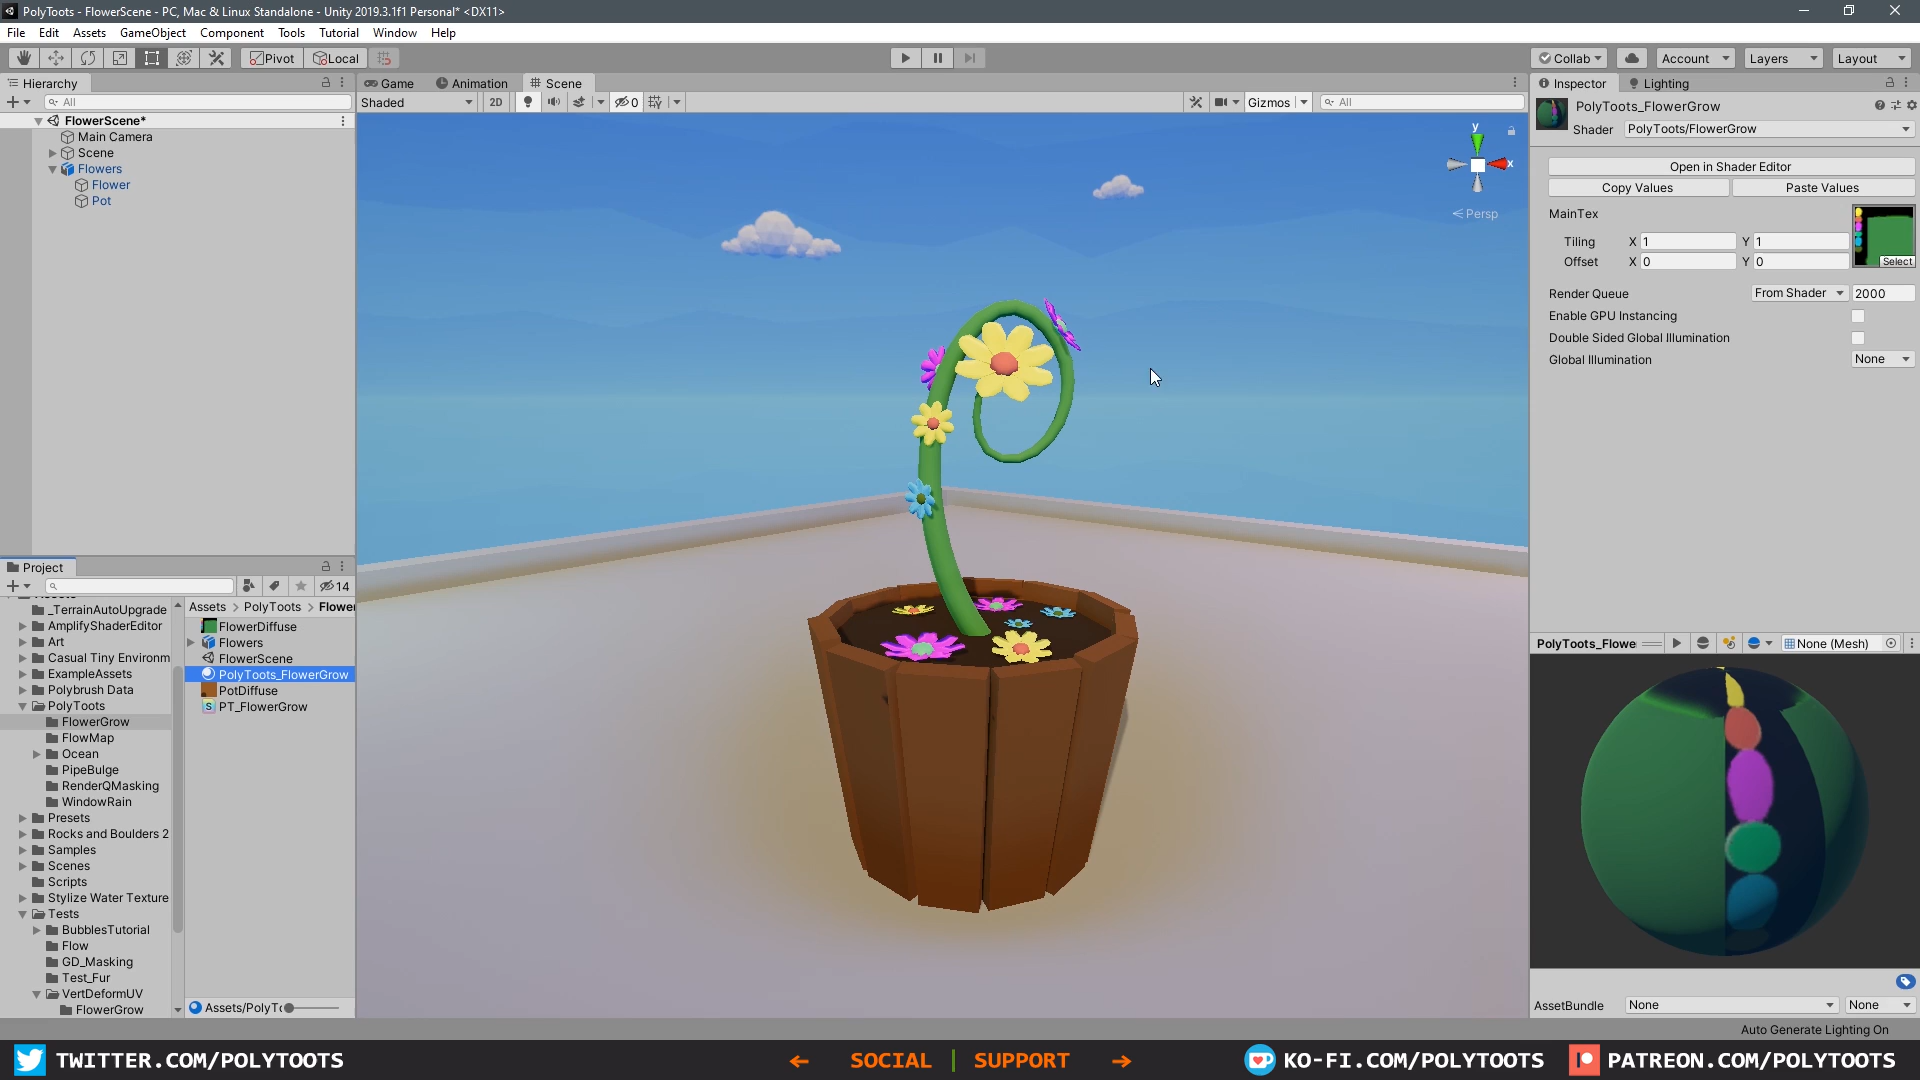 PolyToots - FlowerScene - PC, Mac & Linux Standalone - Unity 2019.3.1f1 Personal* <DX11>
File Edit Assets GameObject Component Tools Tutorial Window Help
Pivot Local
Collab Account Layers Layout
Hierarchy
All
FlowerScene*
Main Camera
Scene
Flowers
Flower
Pot
Game Animation Scene
Shaded 2D 0 Gizmos All
y
x
< Persp
Inspector Lighting
PolyToots_FlowerGrow
Shader PolyToots/FlowerGrow
Open in Shader Editor
Copy Values Paste Values
MainTex
Tiling X 1 Y 1
Offset X 0 Y 0
Select
Render Queue From Shader 2000
Enable GPU Instancing
Double Sided Global Illumination
Global Illumination None
Project
14
_TerrainAutoUpgrade
AmplifyShaderEditor
Art
Casual Tiny Environm
ExampleAssets
Polybrush Data
PolyToots
FlowerGrow
FlowMap
Ocean
PipeBulge
RenderQMasking
WindowRain
Presets
Rocks and Boulders 2
Samples
Scenes
Scripts
Stylize Water Texture
Tests
BubblesTutorial
Flow
GD_Masking
Test_Fur
VertDeformUV
FlowerGrow
Assets > PolyToots > Flower
FlowerDiffuse
Flowers
FlowerScene
PolyToots_FlowerGrow
PotDiffuse
PT_FlowerGrow
Assets/PolyTo
PolyToots_Flowe None (Mesh)
AssetBundle None None
Auto Generate Lighting On
TWITTER.COM/POLYTOOTS
← SOCIAL | SUPPORT →
KO-FI.COM/POLYTOOTS
PATREON.COM/POLYTOOTS